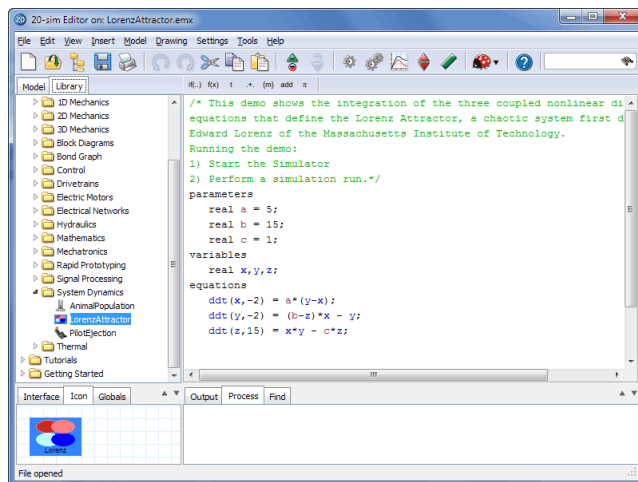 20-sim Editor on: LorenzAttractor.emx
File Edit View Insert Model Drawing Settings Tools Help
Model Library
if(..) f(x) t .+. (m) add π
1D Mechanics
2D Mechanics
3D Mechanics
Block Diagrams
Bond Graph
Control
Drivetrains
Electric Motors
Electrical Networks
Hydraulics
Mathematics
Mechatronics
Rapid Prototyping
Signal Processing
System Dynamics
AnimalPopulation
LorenzAttractor
PilotEjection
Thermal
Tutorials
Getting Started
/* This demo shows the integration of the three coupled nonlinear di
equations that define the Lorenz Attractor, a chaotic system first d
Edward Lorenz of the Massachusetts Institute of Technology.
Running the demo:
1) Start the Simulator
2) Perform a simulation run.*/
parameters
real a = 5;
real b = 15;
real c = 1;
variables
real x,y,z;
equations
ddt(x,-2) = a*(y-x);
ddt(y,-2) = (b-z)*x - y;
ddt(z,15) = x*y - c*z;
Interface Icon Globals
Output Process Find
Lorenz
File opened